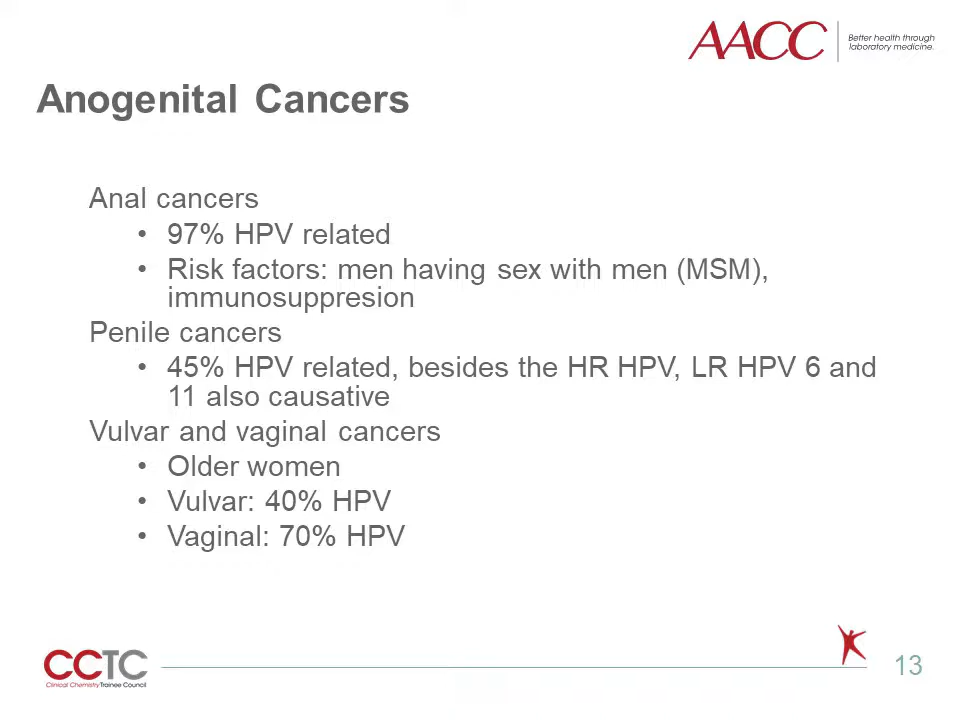 AACC
Better health through
laboratory medicine.
Anogenital Cancers
Anal cancers
• 97% HPV related
• Risk factors: men having sex with men (MSM),
immunosuppresion
Penile cancers
• 45% HPV related, besides the HR HPV, LR HPV 6 and
11 also causative
Vulvar and vaginal cancers
• Older women
• Vulvar: 40% HPV
• Vaginal: 70% HPV
CCTC
Clinical Chemistry Trainee Council
13